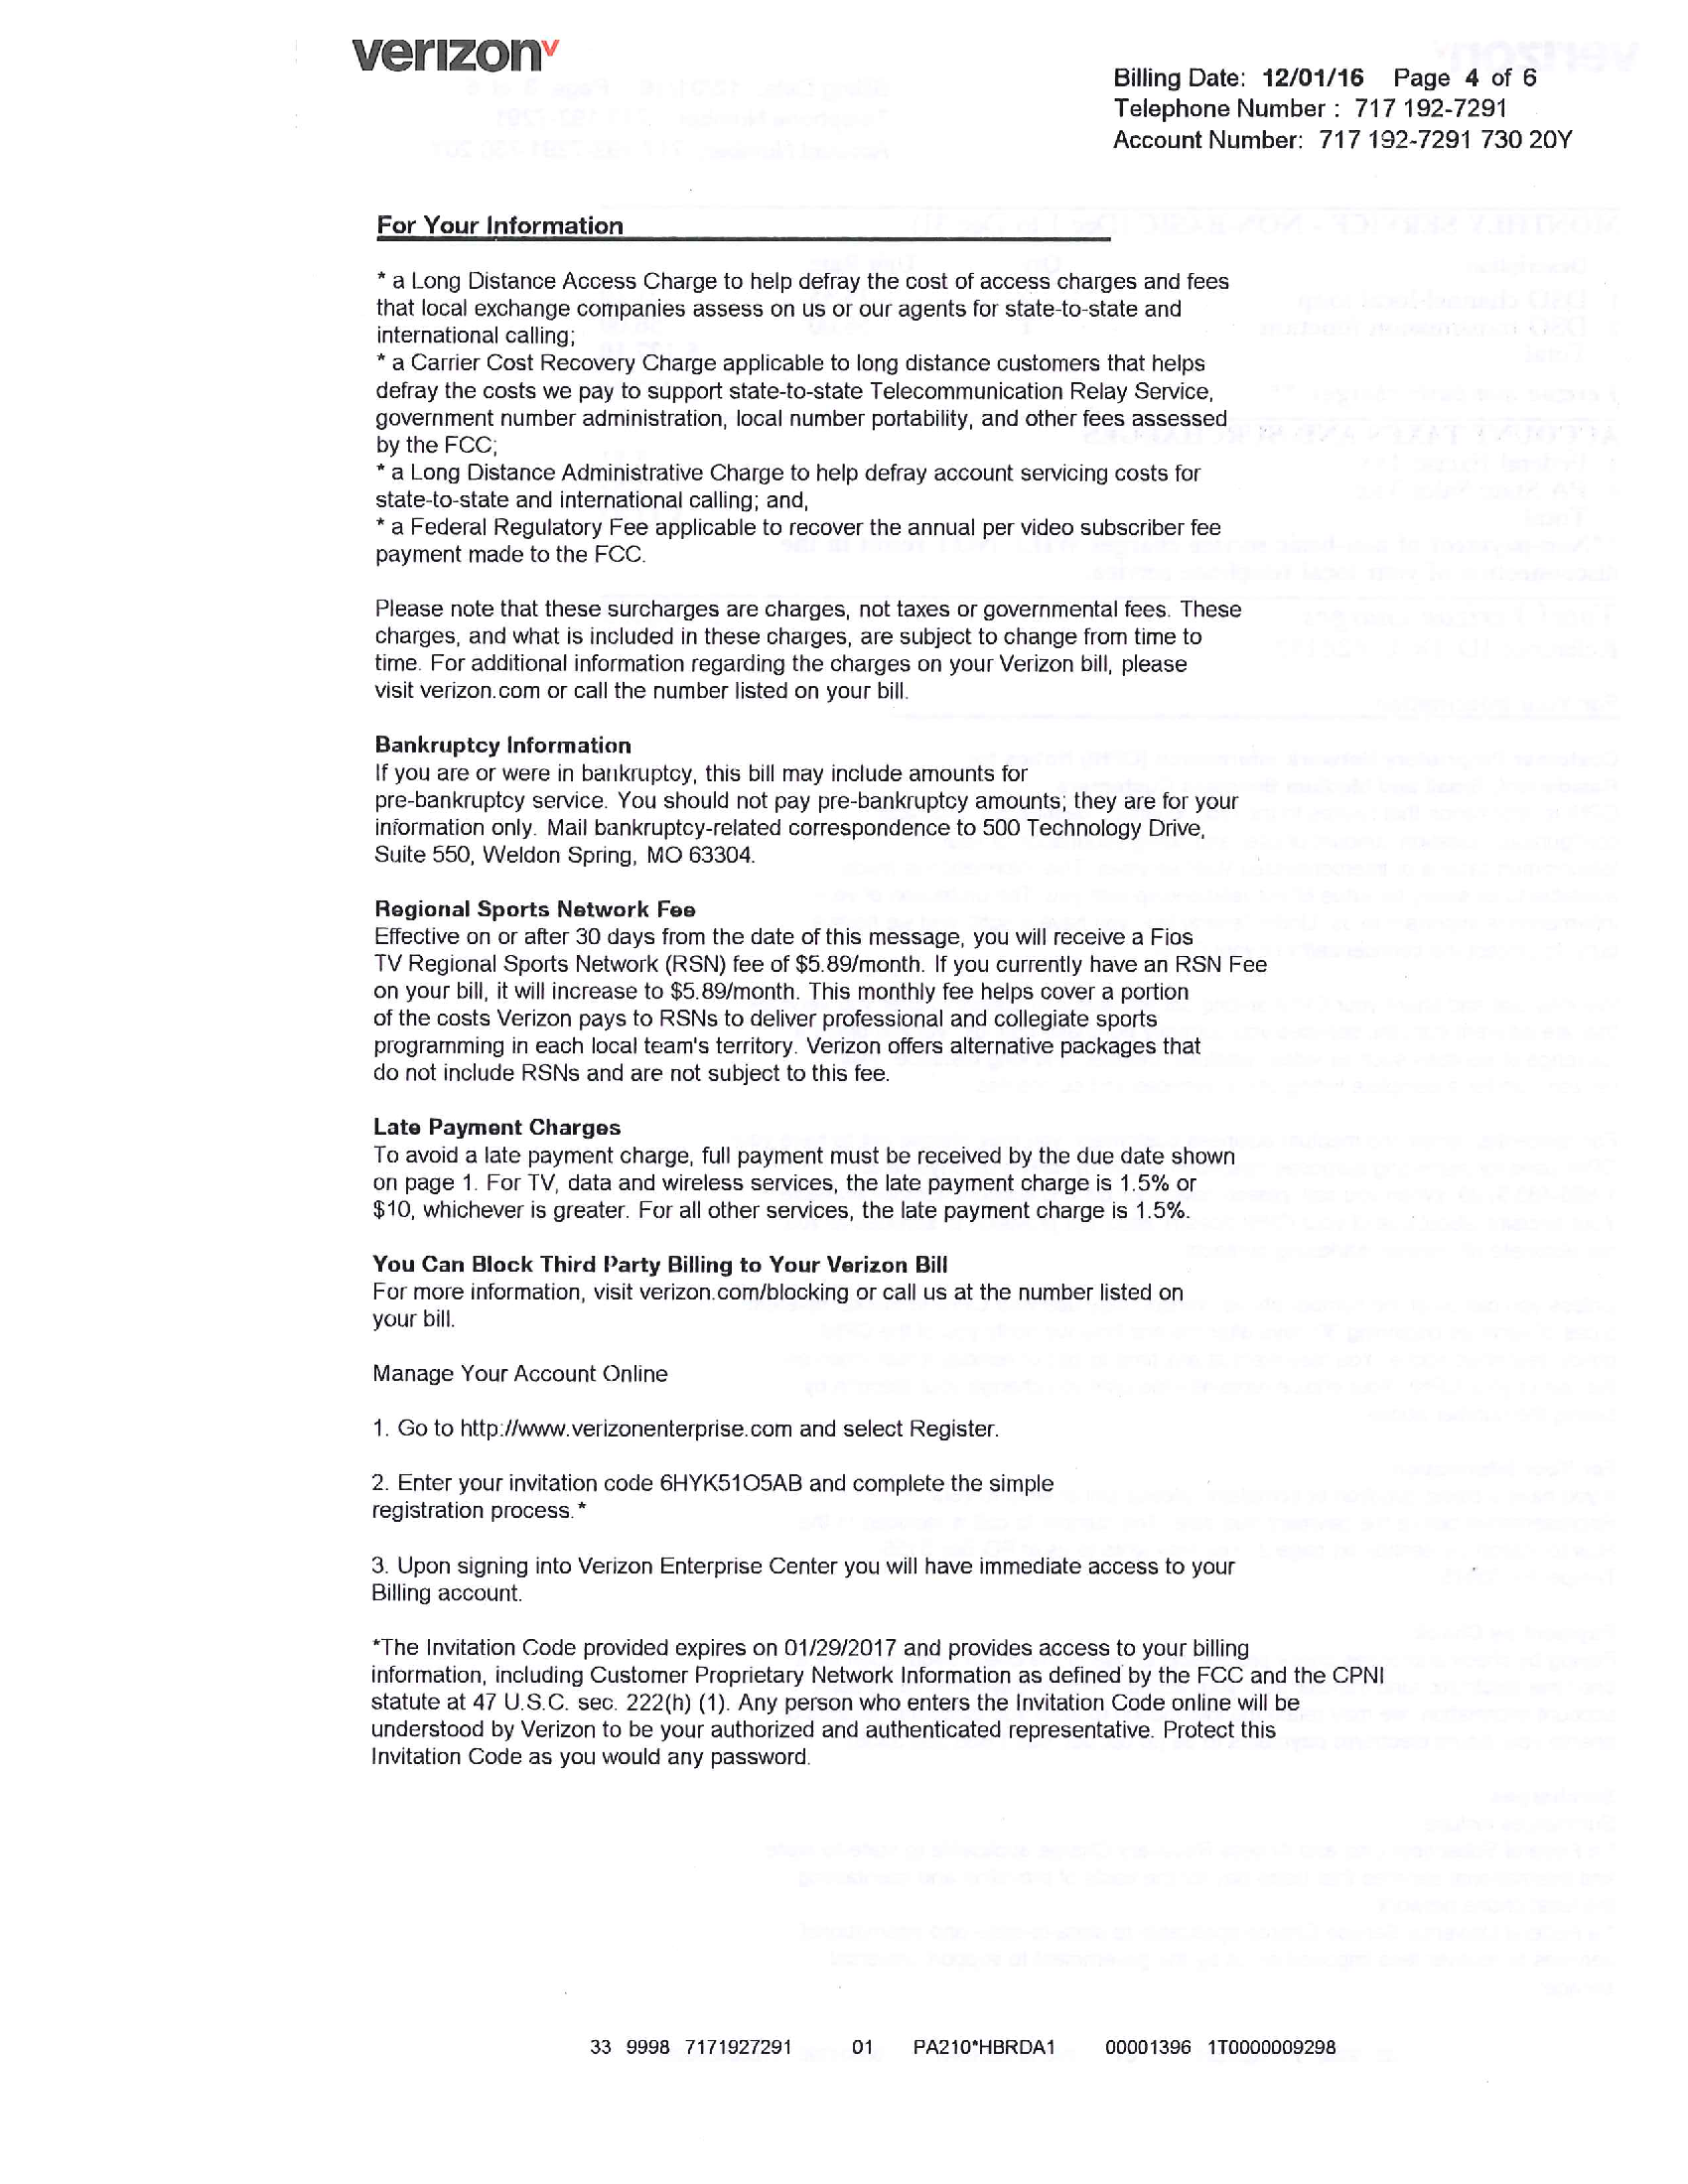 verizon
Billing Date: 12/01/16 Page 4 of 6
Telephone Number : 717 192-7291
Account Number: 717 192-7291 730 20Y
For Your Information
* a Long Distance Access Charge to help defray the cost of access charges and fees
that local exchange companies assess on us or our agents for state-to-state and
international calling;
* a Carrier Cost Recovery Charge applicable to long distance customers that helps
defray the costs we pay to support state-to-state Telecommunication Relay Service,
government number administration, local number portability, and other fees assessed
by the FCC;
* a Long Distance Administrative Charge to help defray account servicing costs for
state-to-state and international calling; and,
* a Federal Regulatory Fee applicable to recover the annual per video subscriber fee
payment made to the FCC.
Please note that these surcharges are charges, not taxes or governmental fees. These
charges, and what is included in these charges, are subject to change from time to
time. For additional information regarding the charges on your Verizon bill, please
visit verizon.com or call the number listed on your bill.
Bankruptcy Information
If you are or were in bankruptcy, this bill may include amounts for
pre-bankruptcy service. You should not pay pre-bankruptcy amounts; they are for your
information only. Mail bankruptcy-related correspondence to 500 Technology Drive,
Suite 550, Weldon Spring, MO 63304.
Regional Sports Network Fee
Effective on or after 30 days from the date of this message, you will receive a Fios
TV Regional Sports Network (RSN) fee of $5.89/month. If you currently have an RSN Fee
on your bill, it will increase to $5.89/month. This monthly fee helps cover a portion
of the costs Verizon pays to RSNs to deliver professional and collegiate sports
programming in each local team's territory. Verizon offers alternative packages that
do not include RSNs and are not subject to this fee.
Late Payment Charges
To avoid a late payment charge, full payment must be received by the due date shown
on page 1. For TV, data and wireless services, the late payment charge is 1.5% or
$10, whichever is greater. For all other services, the late payment charge is 1.5%.
You Can Block Third Party Billing to Your Verizon Bill
For more information, visit verizon.com/blocking or call us at the number listed on
your bill.
Manage Your Account Online
1. Go to http://www.verizonenterprise.com and select Register.
2. Enter your invitation code 6HYK51O5AB and complete the simple
registration process.*
3. Upon signing into Verizon Enterprise Center you will have immediate access to your
Billing account.
*The Invitation Code provided expires on 01/29/2017 and provides access to your billing
information, including Customer Proprietary Network Information as defined by the FCC and the CPNI
statute at 47 U.S.C. sec. 222(h) (1). Any person who enters the Invitation Code online will be
understood by Verizon to be your authorized and authenticated representative. Protect this
Invitation Code as you would any password.
33 9998 7171927291 01 PA210*HBRDA1 00001396 1T0000009298